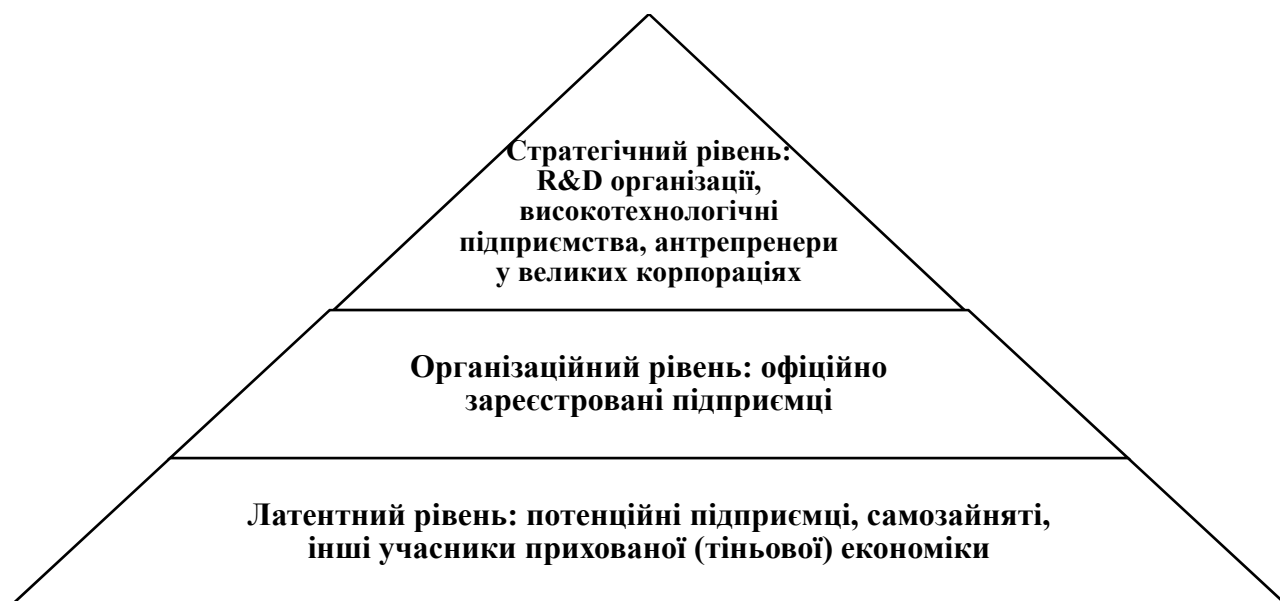 Стратегічний рівень:
R&D організації,
високотехнологічні
підприємства, антрепренери
у великих корпораціях
Організаційний рівень: офіційно
зареєстровані підприємці
Латентний рівень: потенційні підприємці, самозайняті,
інші учасники прихованої (тіньової) економіки